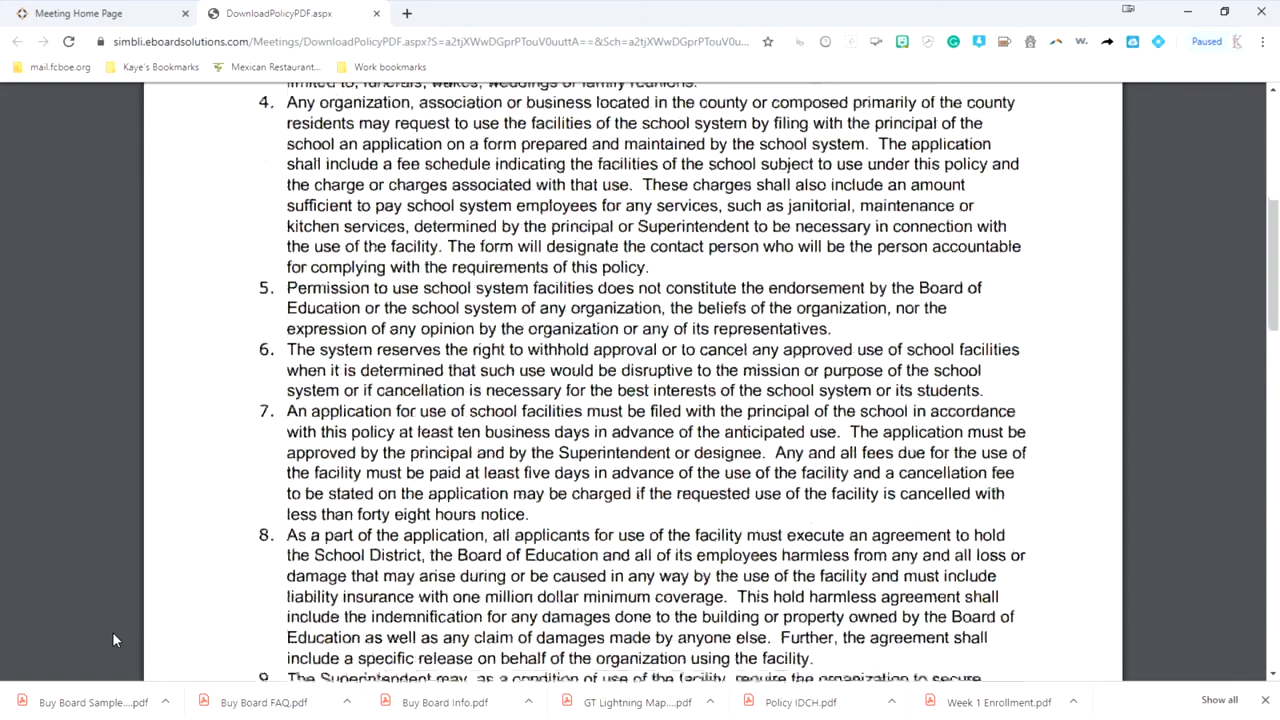 Meeting Home Page
DownloadPolicyPDF.aspx
simbli.eboardsolutions.com/Meetings/DownloadPolicyPDF.aspx?S=a2tjXWwDGprPTouV0uuttA==&Sch=a2tjXWwDGprPTouV0u...
Paused
mail.fcboe.org
Kaye's Bookmarks
Mexican Restaurant...
Work bookmarks
limited to, funerals, wakes, weddings or family reunions.
4. Any organization, association or business located in the county or composed primarily of the county
residents may request to use the facilities of the school system by filing with the principal of the
school an application on a form prepared and maintained by the school system. The application
shall include a fee schedule indicating the facilities of the school subject to use under this policy and
the charge or charges associated with that use. These charges shall also include an amount
sufficient to pay school system employees for any services, such as janitorial, maintenance or
kitchen services, determined by the principal or Superintendent to be necessary in connection with
the use of the facility. The form will designate the contact person who will be the person accountable
for complying with the requirements of this policy.
5. Permission to use school system facilities does not constitute the endorsement by the Board of
Education or the school system of any organization, the beliefs of the organization, nor the
expression of any opinion by the organization or any of its representatives.
6. The system reserves the right to withhold approval or to cancel any approved use of school facilities
when it is determined that such use would be disruptive to the mission or purpose of the school
system or if cancellation is necessary for the best interests of the school system or its students.
7. An application for use of school facilities must be filed with the principal of the school in accordance
with this policy at least ten business days in advance of the anticipated use. The application must be
approved by the principal and by the Superintendent or designee. Any and all fees due for the use of
the facility must be paid at least five days in advance of the use of the facility and a cancellation fee
to be stated on the application may be charged if the requested use of the facility is cancelled with
less than forty eight hours notice.
8. As a part of the application, all applicants for use of the facility must execute an agreement to hold
the School District, the Board of Education and all of its employees harmless from any and all loss or
damage that may arise during or be caused in any way by the use of the facility and must include
liability insurance with one million dollar minimum coverage. This hold harmless agreement shall
include the indemnification for any damages done to the building or property owned by the Board of
Education as well as any claim of damages made by anyone else. Further, the agreement shall
include a specific release on behalf of the organization using the facility.
9. The Superintendent may, as a condition of use of the facility, require the organization to secure
Buy Board Sample....pdf
Buy Board FAQ.pdf
Buy Board Info.pdf
GT Lightning Map....pdf
Policy IDCH.pdf
Week 1 Enrollment.pdf
Show all